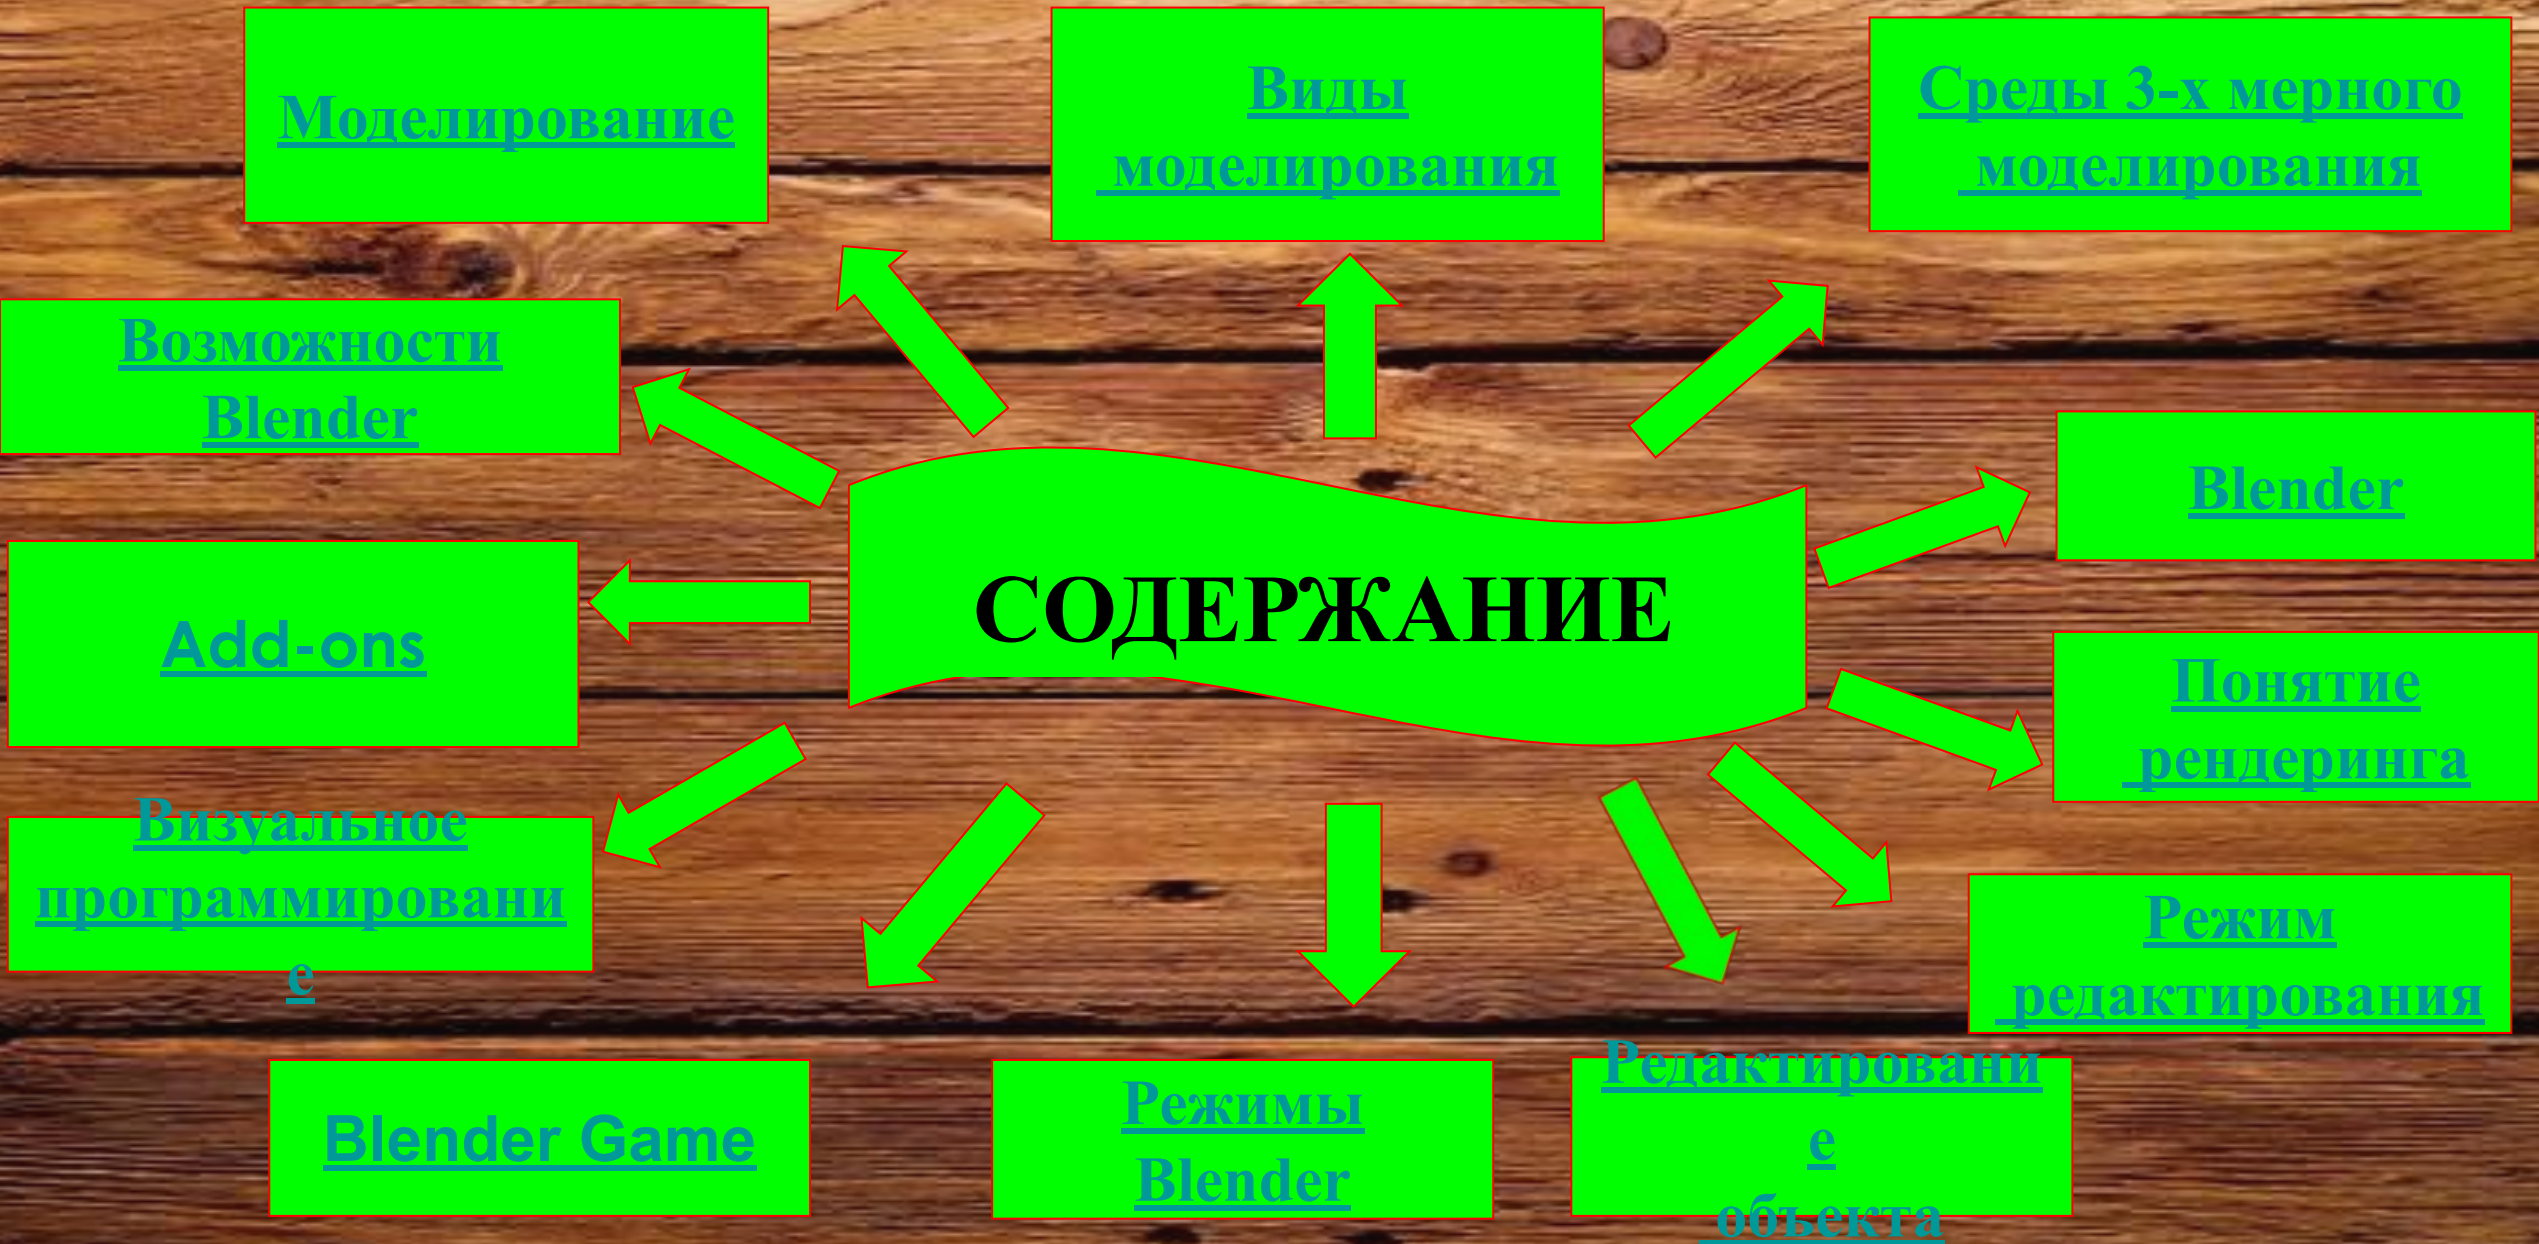 Моделирование
Виды
моделирования
Среды 3-х мерного
моделирования
Возможности
Blender
Blender
СОДЕРЖАНИЕ
Add-ons
Понятие
рендеринга
Визуальное
программировани
е
Режим
редактирования
Blender Game
Режимы
Blender
Редактировани
е
объекта